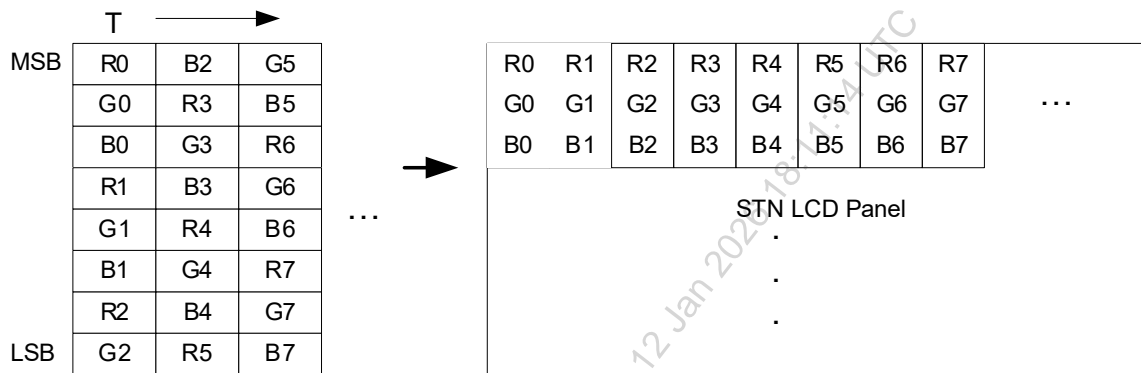 T
MSB R0 B2 G5
G0 R3 B5
B0 G3 R6
R1 B3 G6
G1 R4 B6
B1 G4 R7
R2 B4 G7
LSB G2 R5 B7
...
R0 R1 R2 R3 R4 R5 R6 R7
G0 G1 G2 G3 G4 G5 G6 G7 ...
B0 B1 B2 B3 B4 B5 B6 B7
STN LCD Panel
.
.
.
12 Jan 2026 18:11:14 UTC